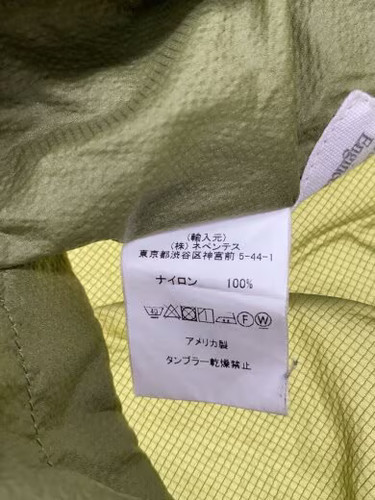 (輸入元)
(株) ネペンテス
東京都渋谷区神宮前 5-44-1
ナイロン 100%
F W
アメリカ製
タンブラー乾燥禁止